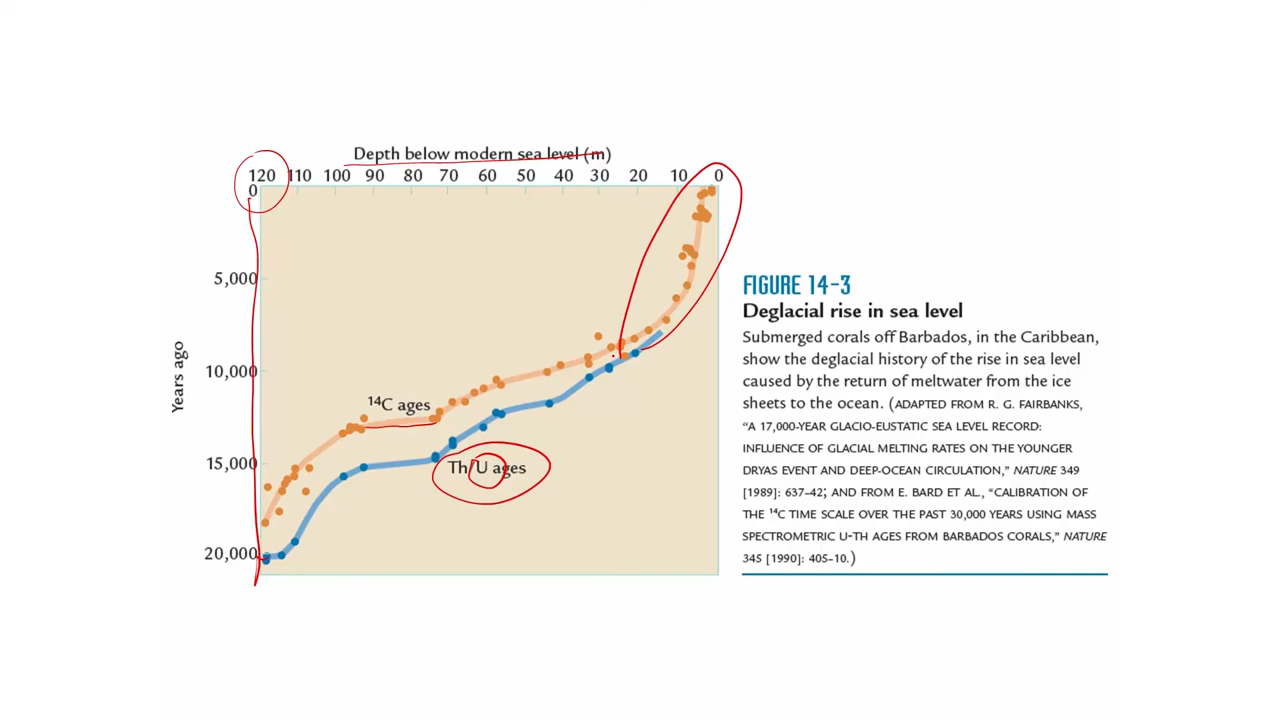 Depth below modern sea level (m)
120 110 100 90 80 70 60 50 40 30 20 10 0
0
5,000
10,000
15,000
20,000
Years ago
¹⁴C ages
Th/U ages
FIGURE 14-3
Deglacial rise in sea level
Submerged corals off Barbados, in the Caribbean,
show the deglacial history of the rise in sea level
caused by the return of meltwater from the ice
sheets to the ocean. (ADAPTED FROM R. G. FAIRBANKS,
"A 17,000-YEAR GLACIO-EUSTATIC SEA LEVEL RECORD:
INFLUENCE OF GLACIAL MELTING RATES ON THE YOUNGER
DRYAS EVENT AND DEEP-OCEAN CIRCULATION," NATURE 349
[1989]: 637–42; AND FROM E. BARD ET AL., "CALIBRATION OF
THE ¹⁴C TIME SCALE OVER THE PAST 30,000 YEARS USING MASS
SPECTROMETRIC U-TH AGES FROM BARBADOS CORALS," NATURE
345 [1990]: 405–10.)